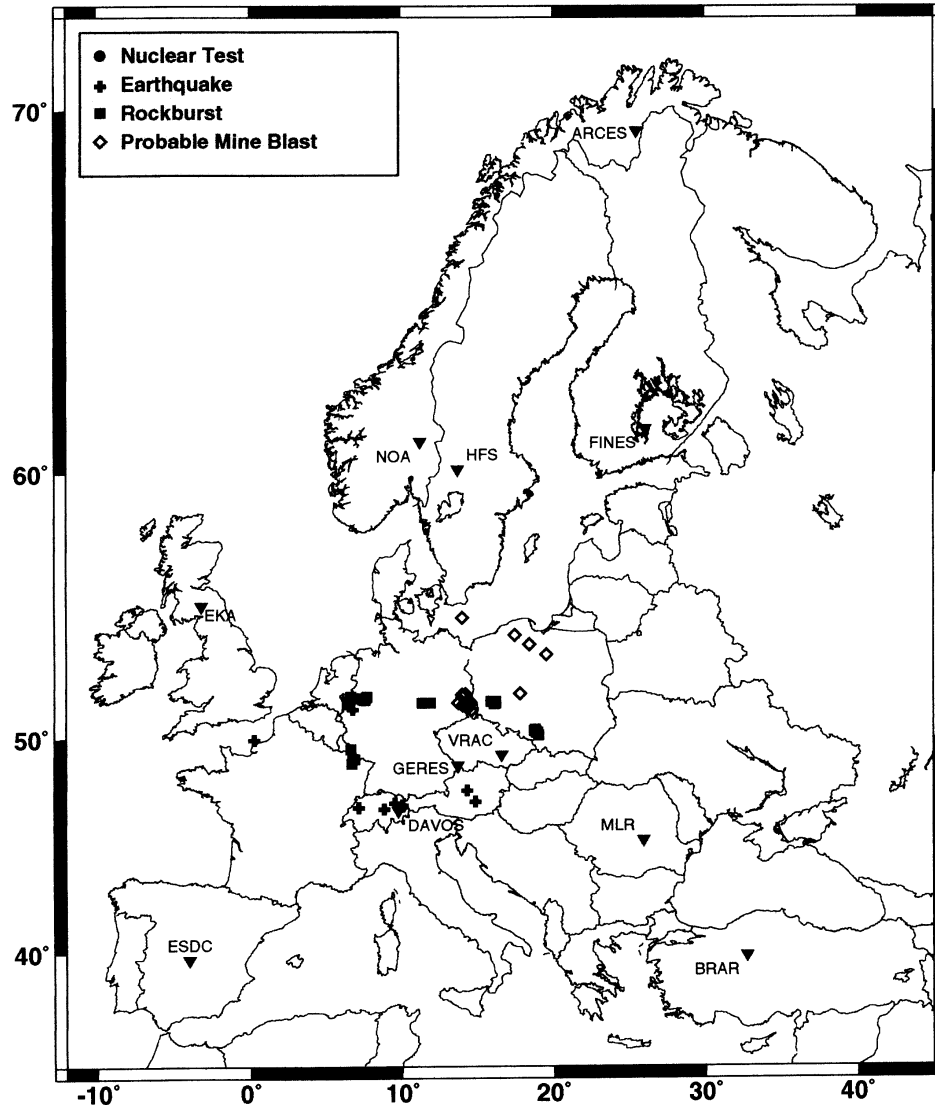 Nuclear Test
Earthquake
Rockburst
Probable Mine Blast
70°
ARCES
NOA
HFS
FINES
60°
EKA
50°
VRAC
GERES
DAVOS
MLR
ESDC
40°
BRAR
-10°
0°
10°
20°
30°
40°